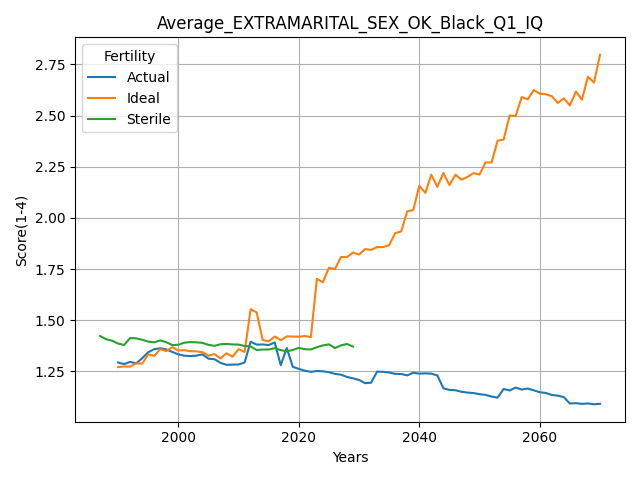 Average_EXTRAMARITAL_SEX_OK_Black_Q1_IQ
Fertility
Actual
Ideal
Sterile
Score(1-4)
2.75
2.50
2.25
2.00
1.75
1.50
1.25
2000
2020
2040
2060
Years